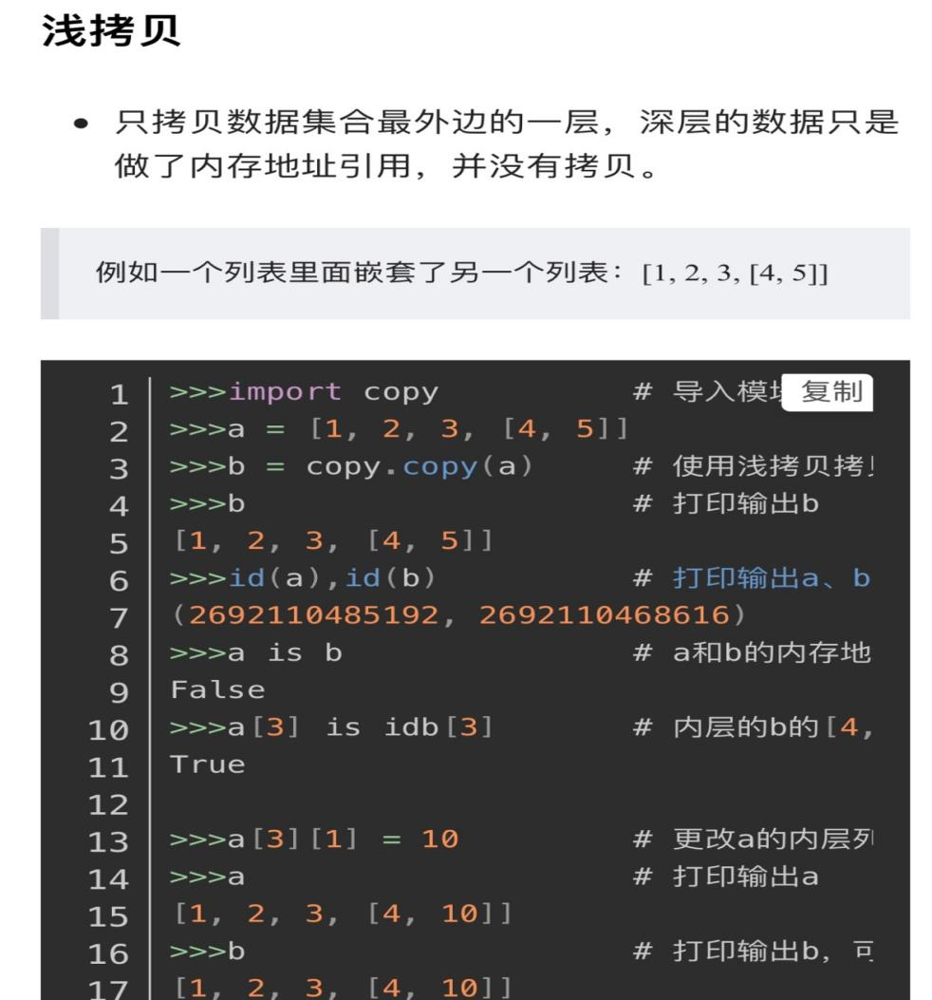 浅拷贝
• 只拷贝数据集合最外边的一层，深层的数据只是
做了内存地址引用，并没有拷贝。
例如一个列表里面嵌套了另一个列表：[1, 2, 3, [4, 5]]
复制
1 >>>import copy # 导入模
2 >>>a = [1, 2, 3, [4, 5]]
3 >>>b = copy.copy(a) # 使用浅拷贝拷
4 >>>b # 打印输出b
5 [1, 2, 3, [4, 5]]
6 >>>id(a),id(b) # 打印输出a、b
7 (2692110485192, 2692110468616)
8 >>>a is b # a和b的内存地
9 False
10 >>>a[3] is idb[3] # 内层的b的[4,
11 True
12
13 >>>a[3][1] = 10 # 更改a的内层
14 >>>a # 打印输出a
15 [1, 2, 3, [4, 10]]
16 >>>b # 打印输出b，
17 [1, 2, 3, [4, 10]]